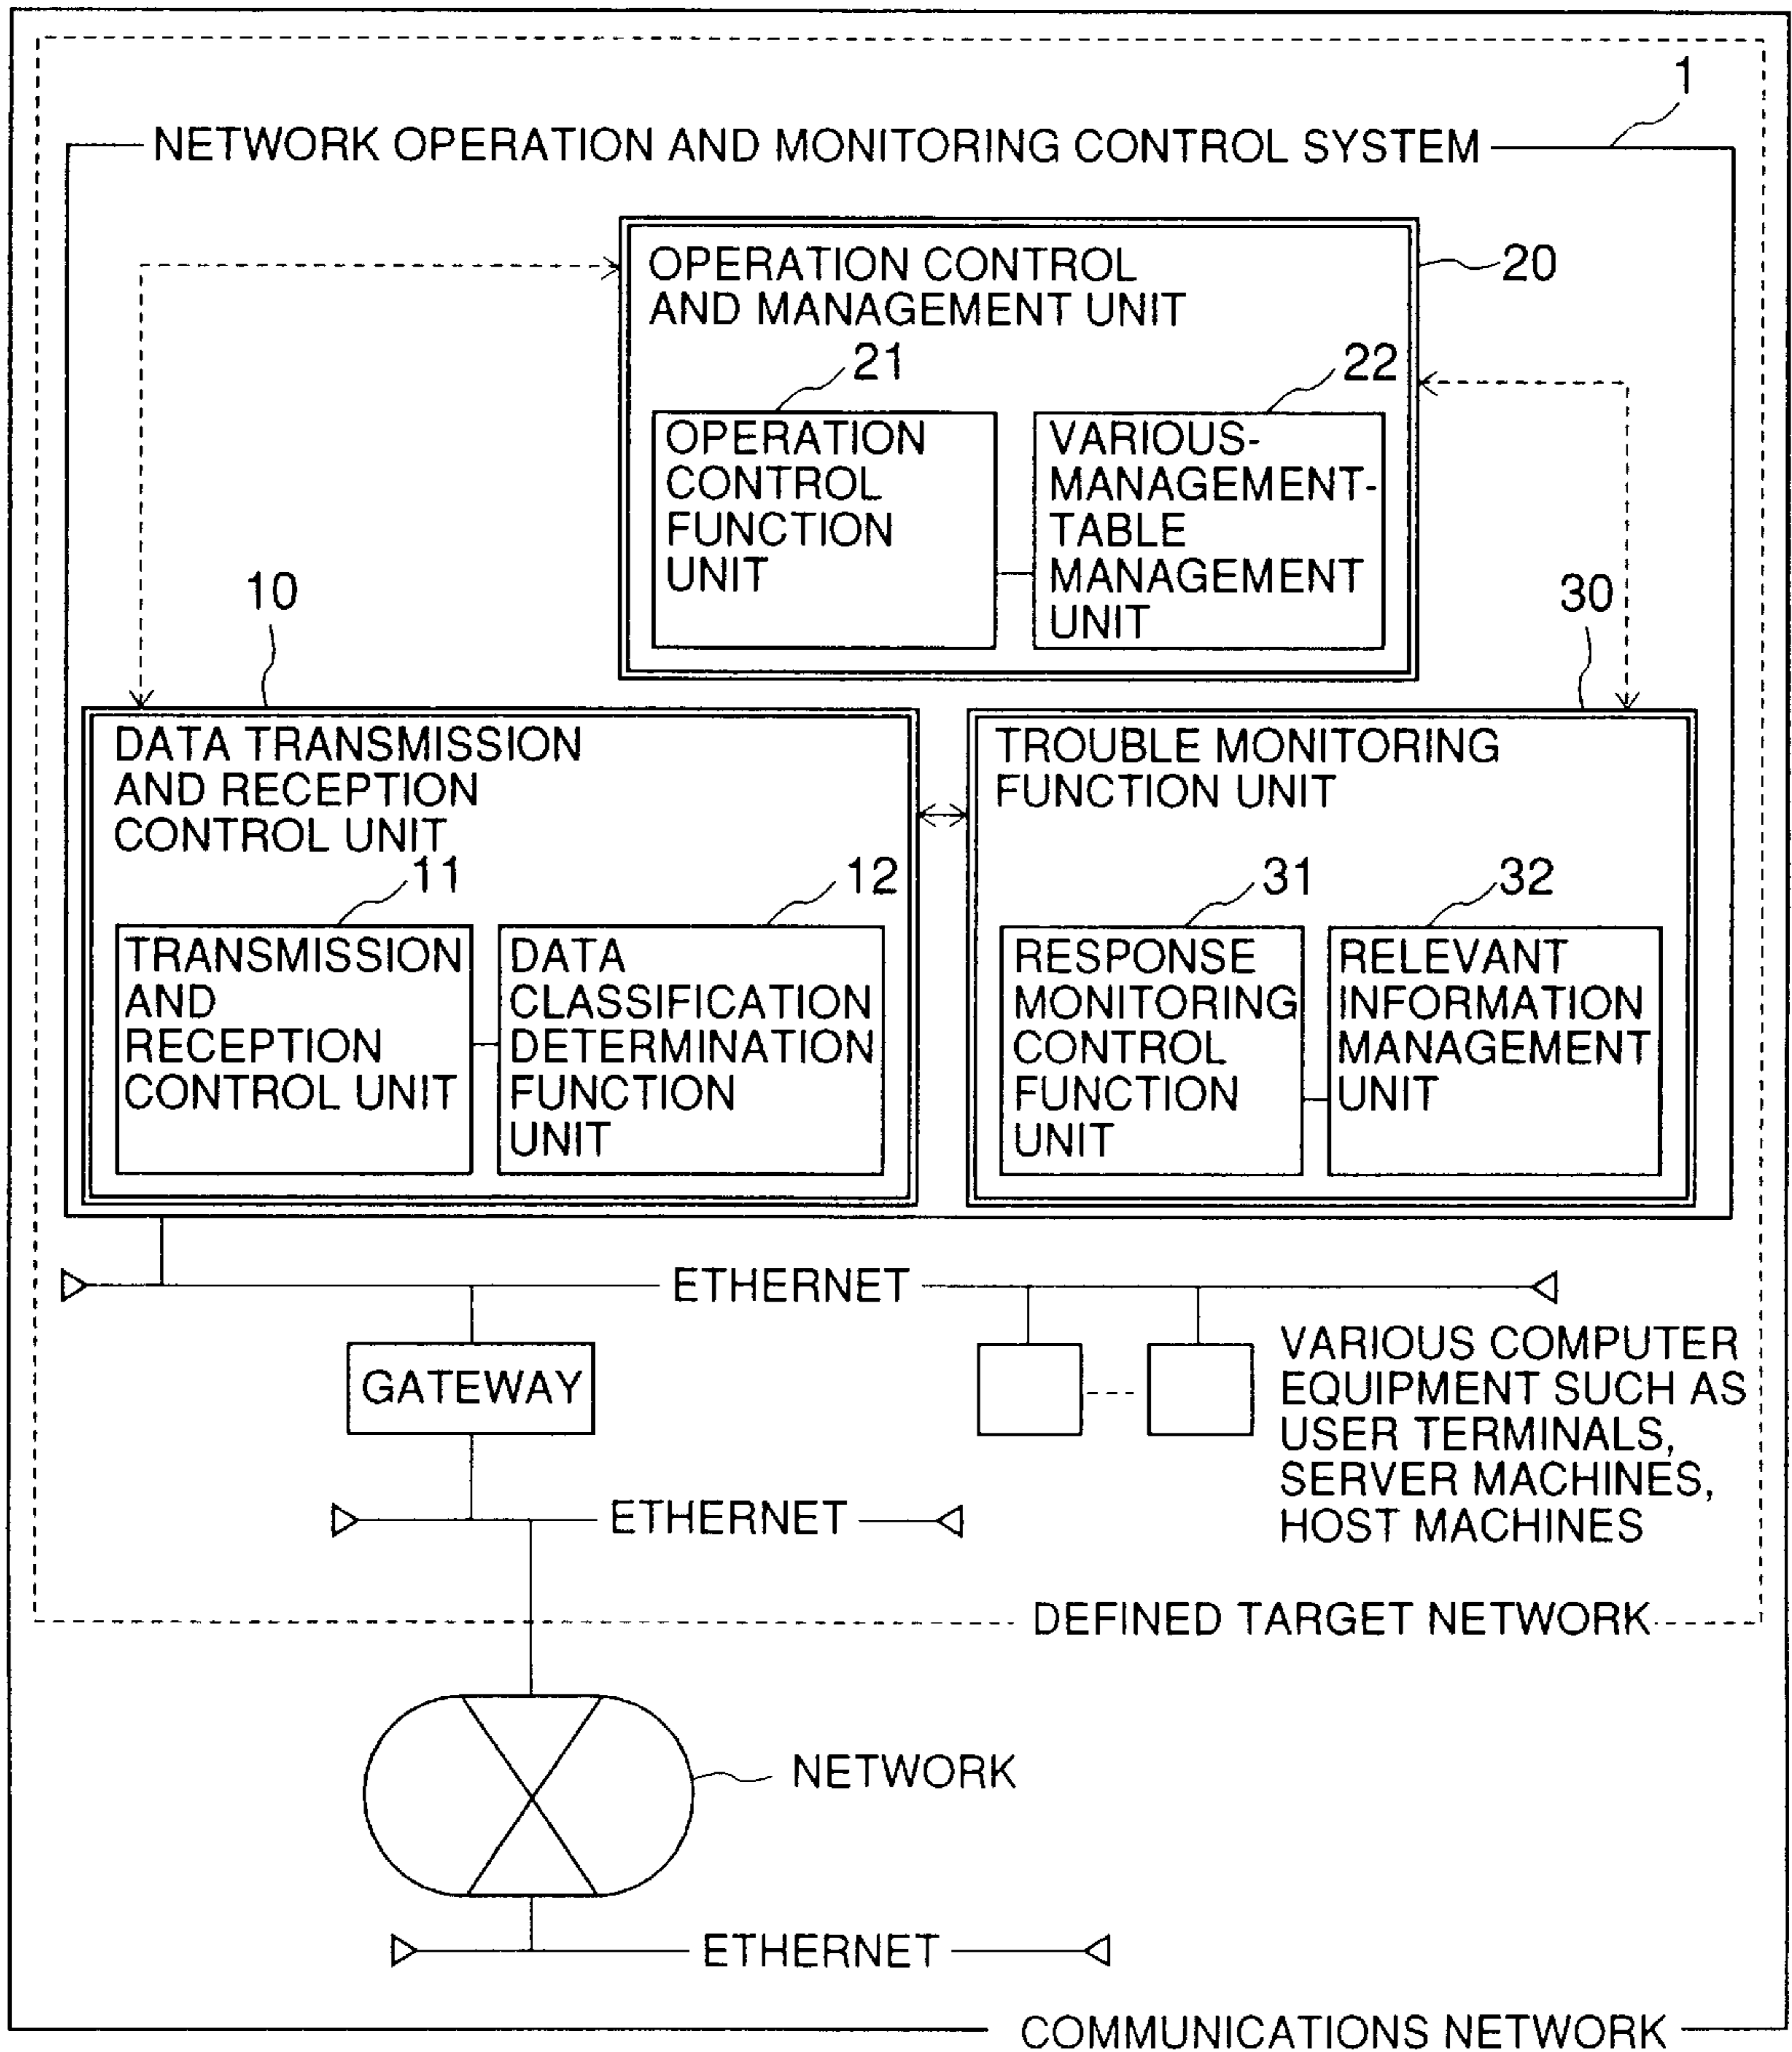 1
NETWORK OPERATION AND MONITORING CONTROL SYSTEM
OPERATION CONTROL
AND MANAGEMENT UNIT
20
21
22
OPERATION
CONTROL
FUNCTION
UNIT
VARIOUS-
MANAGEMENT-
TABLE
MANAGEMENT
UNIT
10
30
DATA TRANSMISSION
AND RECEPTION
CONTROL UNIT
11
12
TRANSMISSION
AND
RECEPTION
CONTROL UNIT
DATA
CLASSIFICATION
DETERMINATION
FUNCTION
UNIT
TROUBLE MONITORING
FUNCTION UNIT
31
32
RESPONSE
MONITORING
CONTROL
FUNCTION
UNIT
RELEVANT
INFORMATION
MANAGEMENT
UNIT
ETHERNET
GATEWAY
VARIOUS COMPUTER
EQUIPMENT SUCH AS
USER TERMINALS,
SERVER MACHINES,
HOST MACHINES
ETHERNET
DEFINED TARGET NETWORK
NETWORK
ETHERNET
COMMUNICATIONS NETWORK